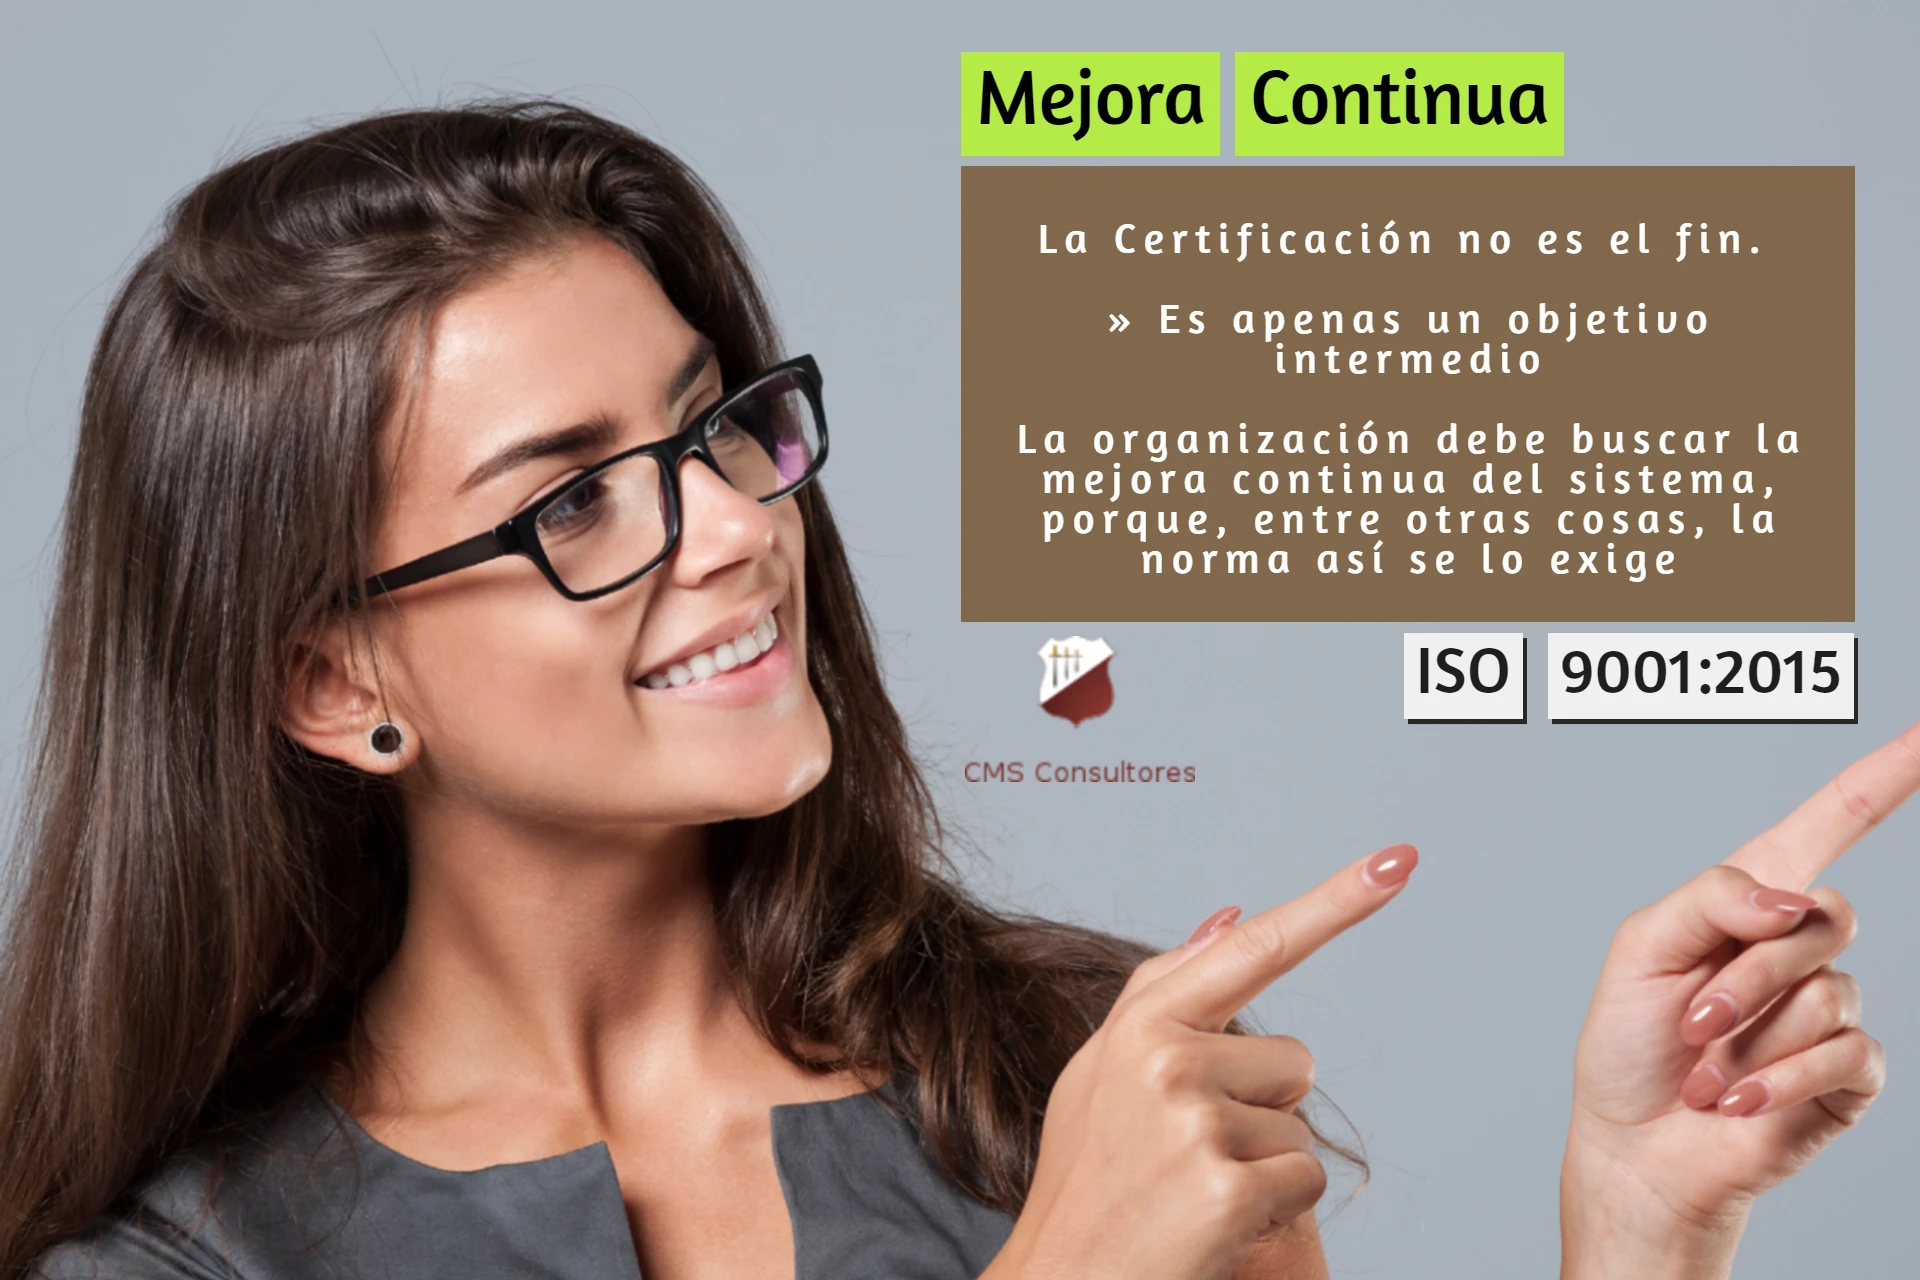 Mejora Continua
La Certificación no es el fin.
» Es apenas un objetivo
intermedio
La organización debe buscar la
mejora continua del sistema,
porque, entre otras cosas, la
norma así se lo exige
ISO 9001:2015
CMS Consultores